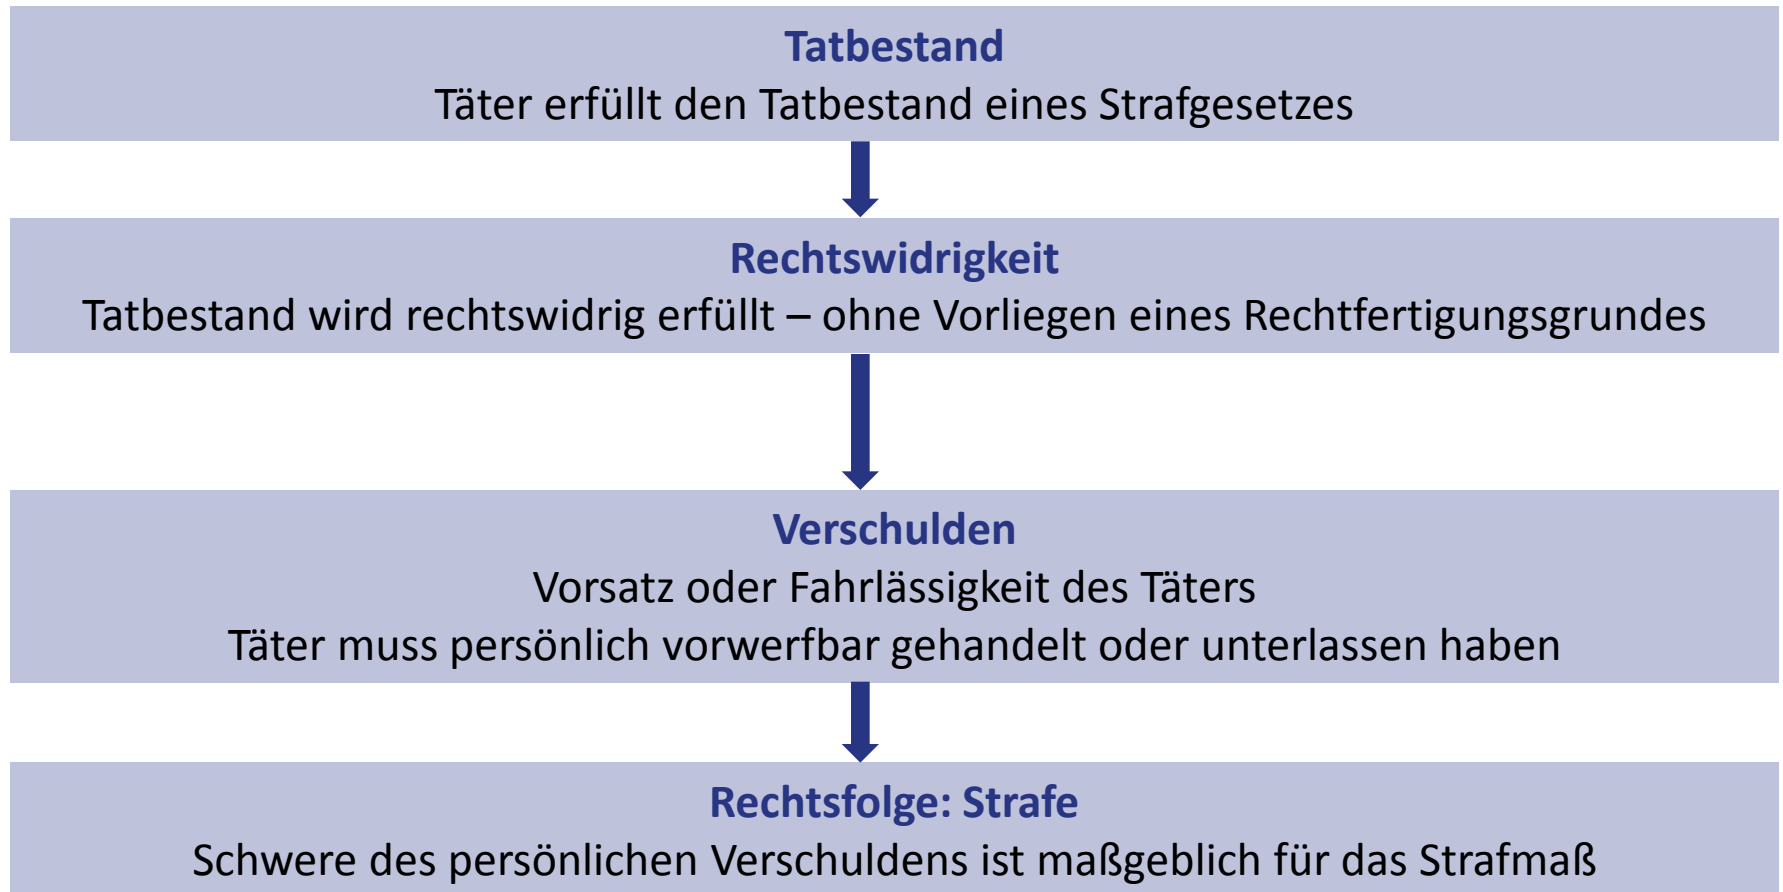 Tatbestand
Täter erfüllt den Tatbestand eines Strafgesetzes
Rechtswidrigkeit
Tatbestand wird rechtswidrig erfüllt – ohne Vorliegen eines Rechtfertigungsgrundes
Verschulden
Vorsatz oder Fahrlässigkeit des Täters
Täter muss persönlich vorwerfbar gehandelt oder unterlassen haben
Rechtsfolge: Strafe
Schwere des persönlichen Verschuldens ist maßgeblich für das Strafmaß